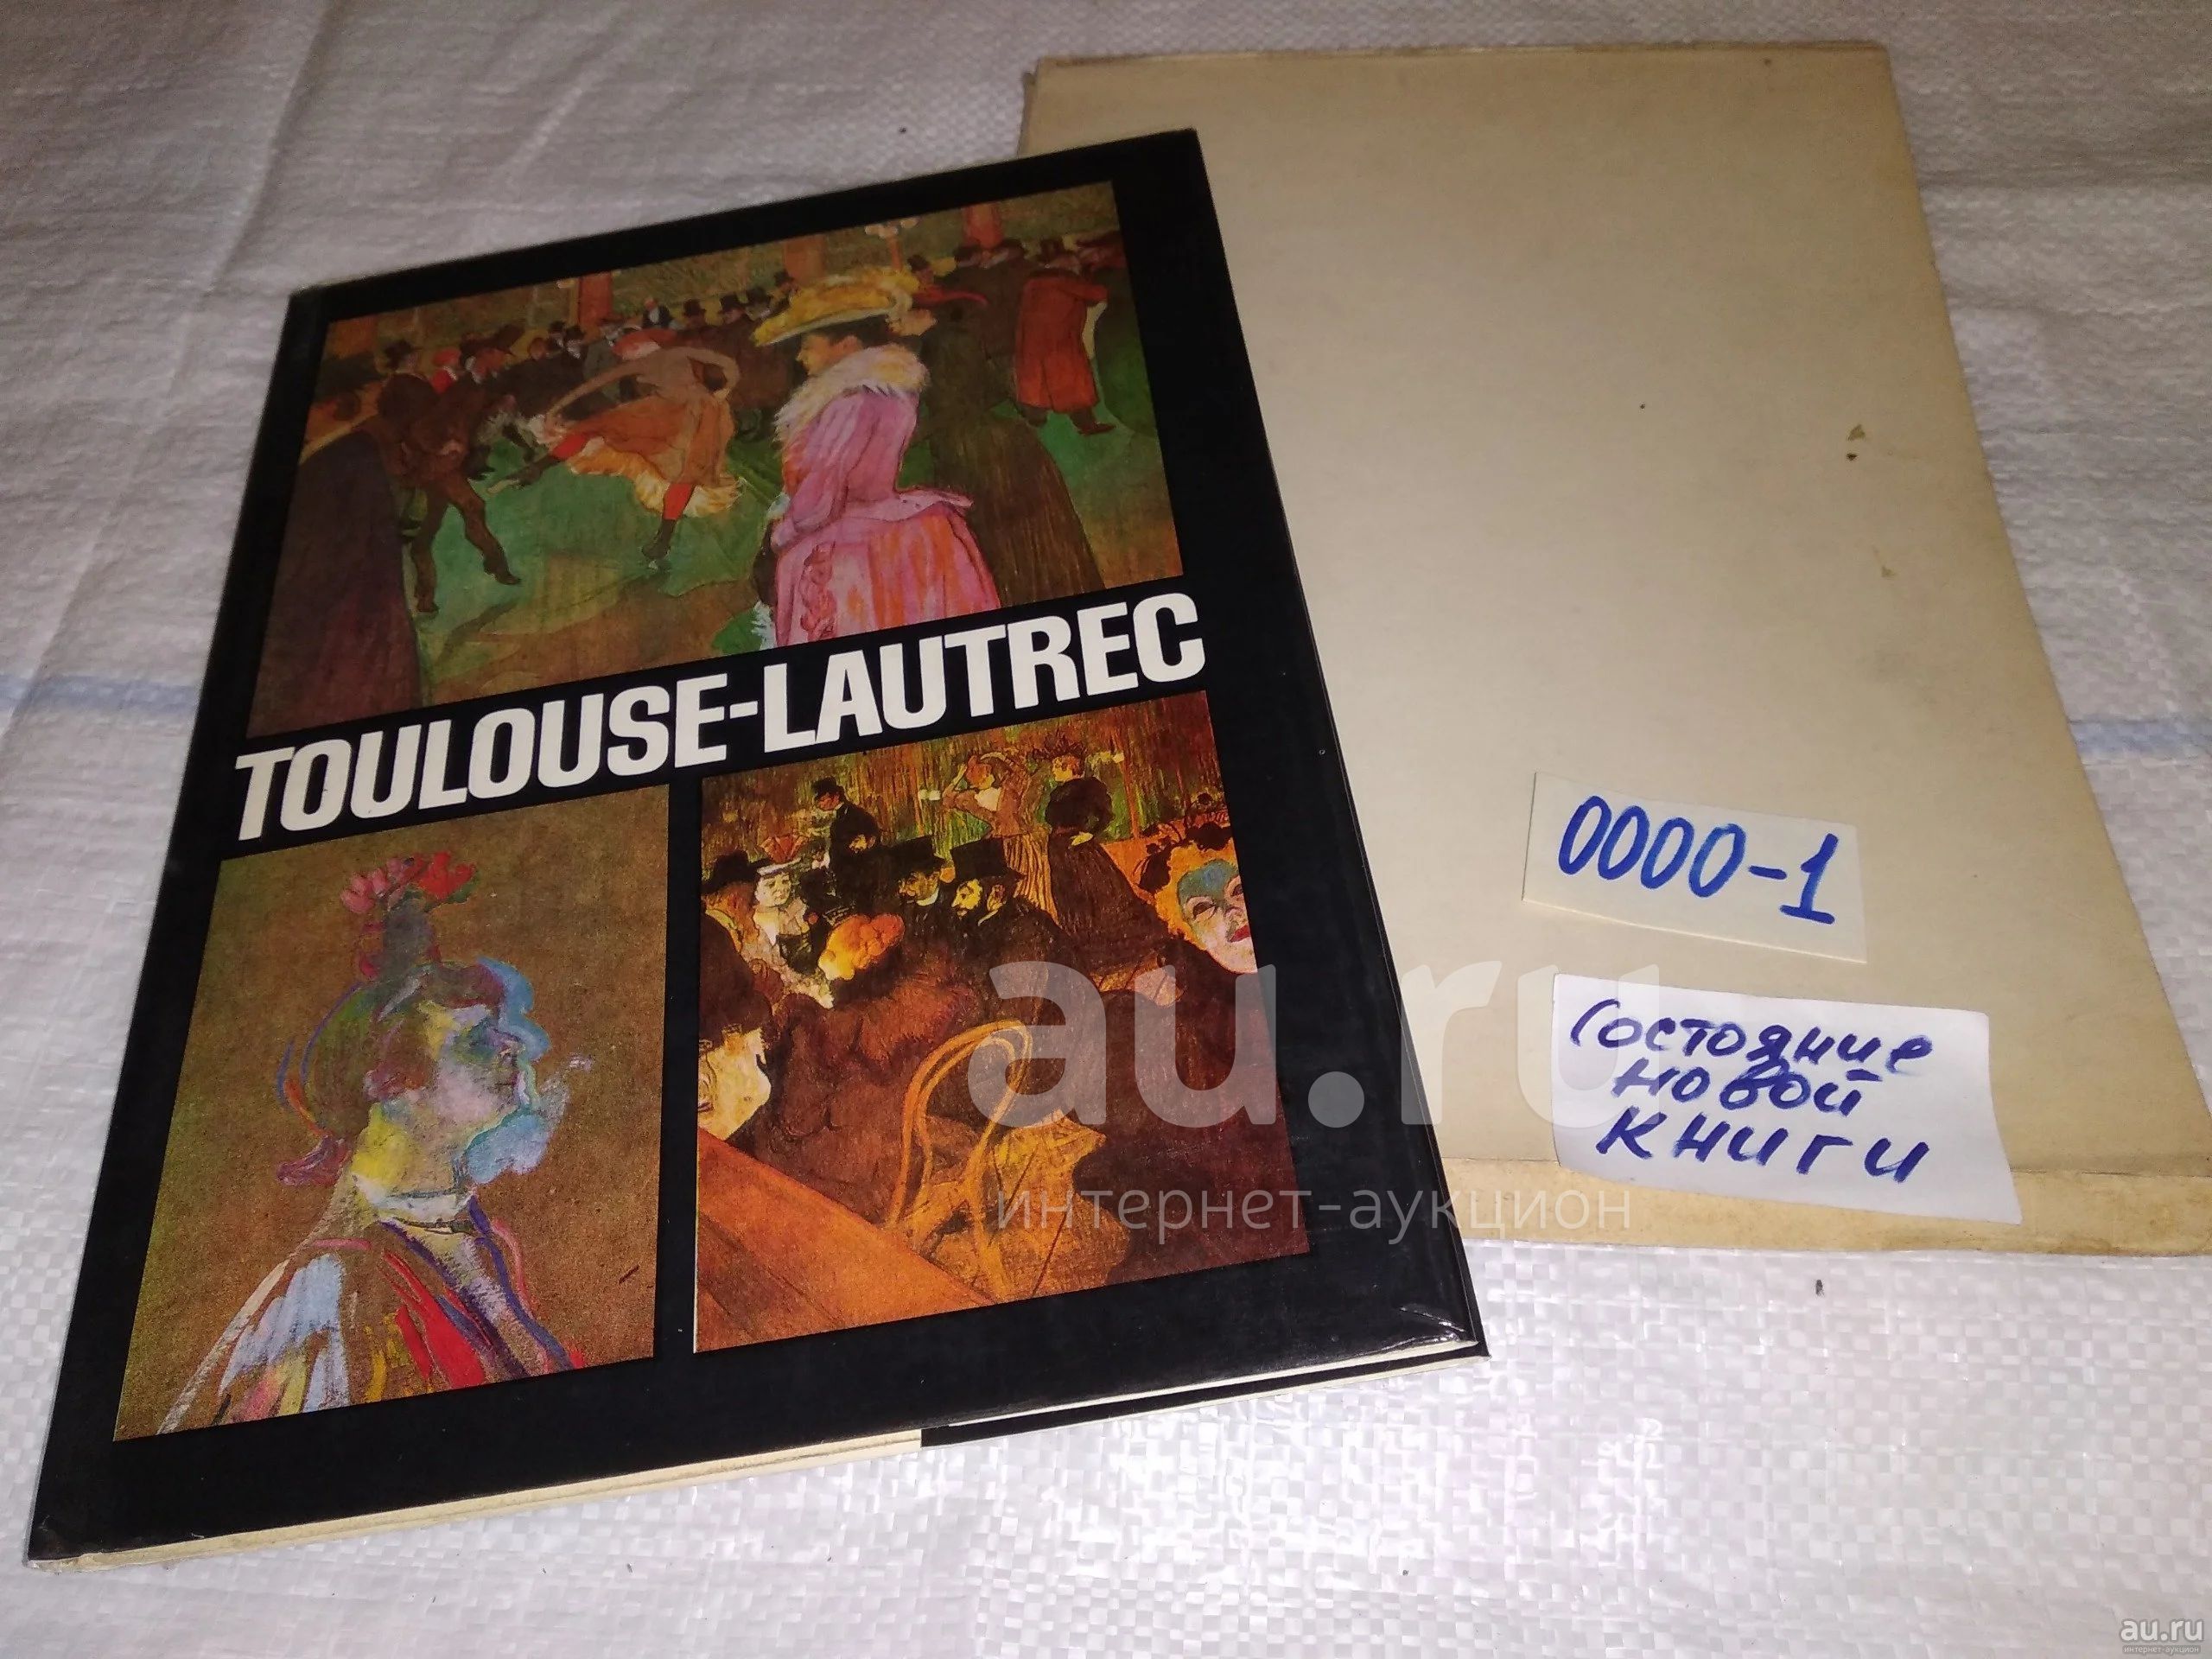 TOULOUSE-LAUTREC
0000-1
Состояние
новой
книги
au.ru
интернет-аукцион
au.ru
интернет-аукцион